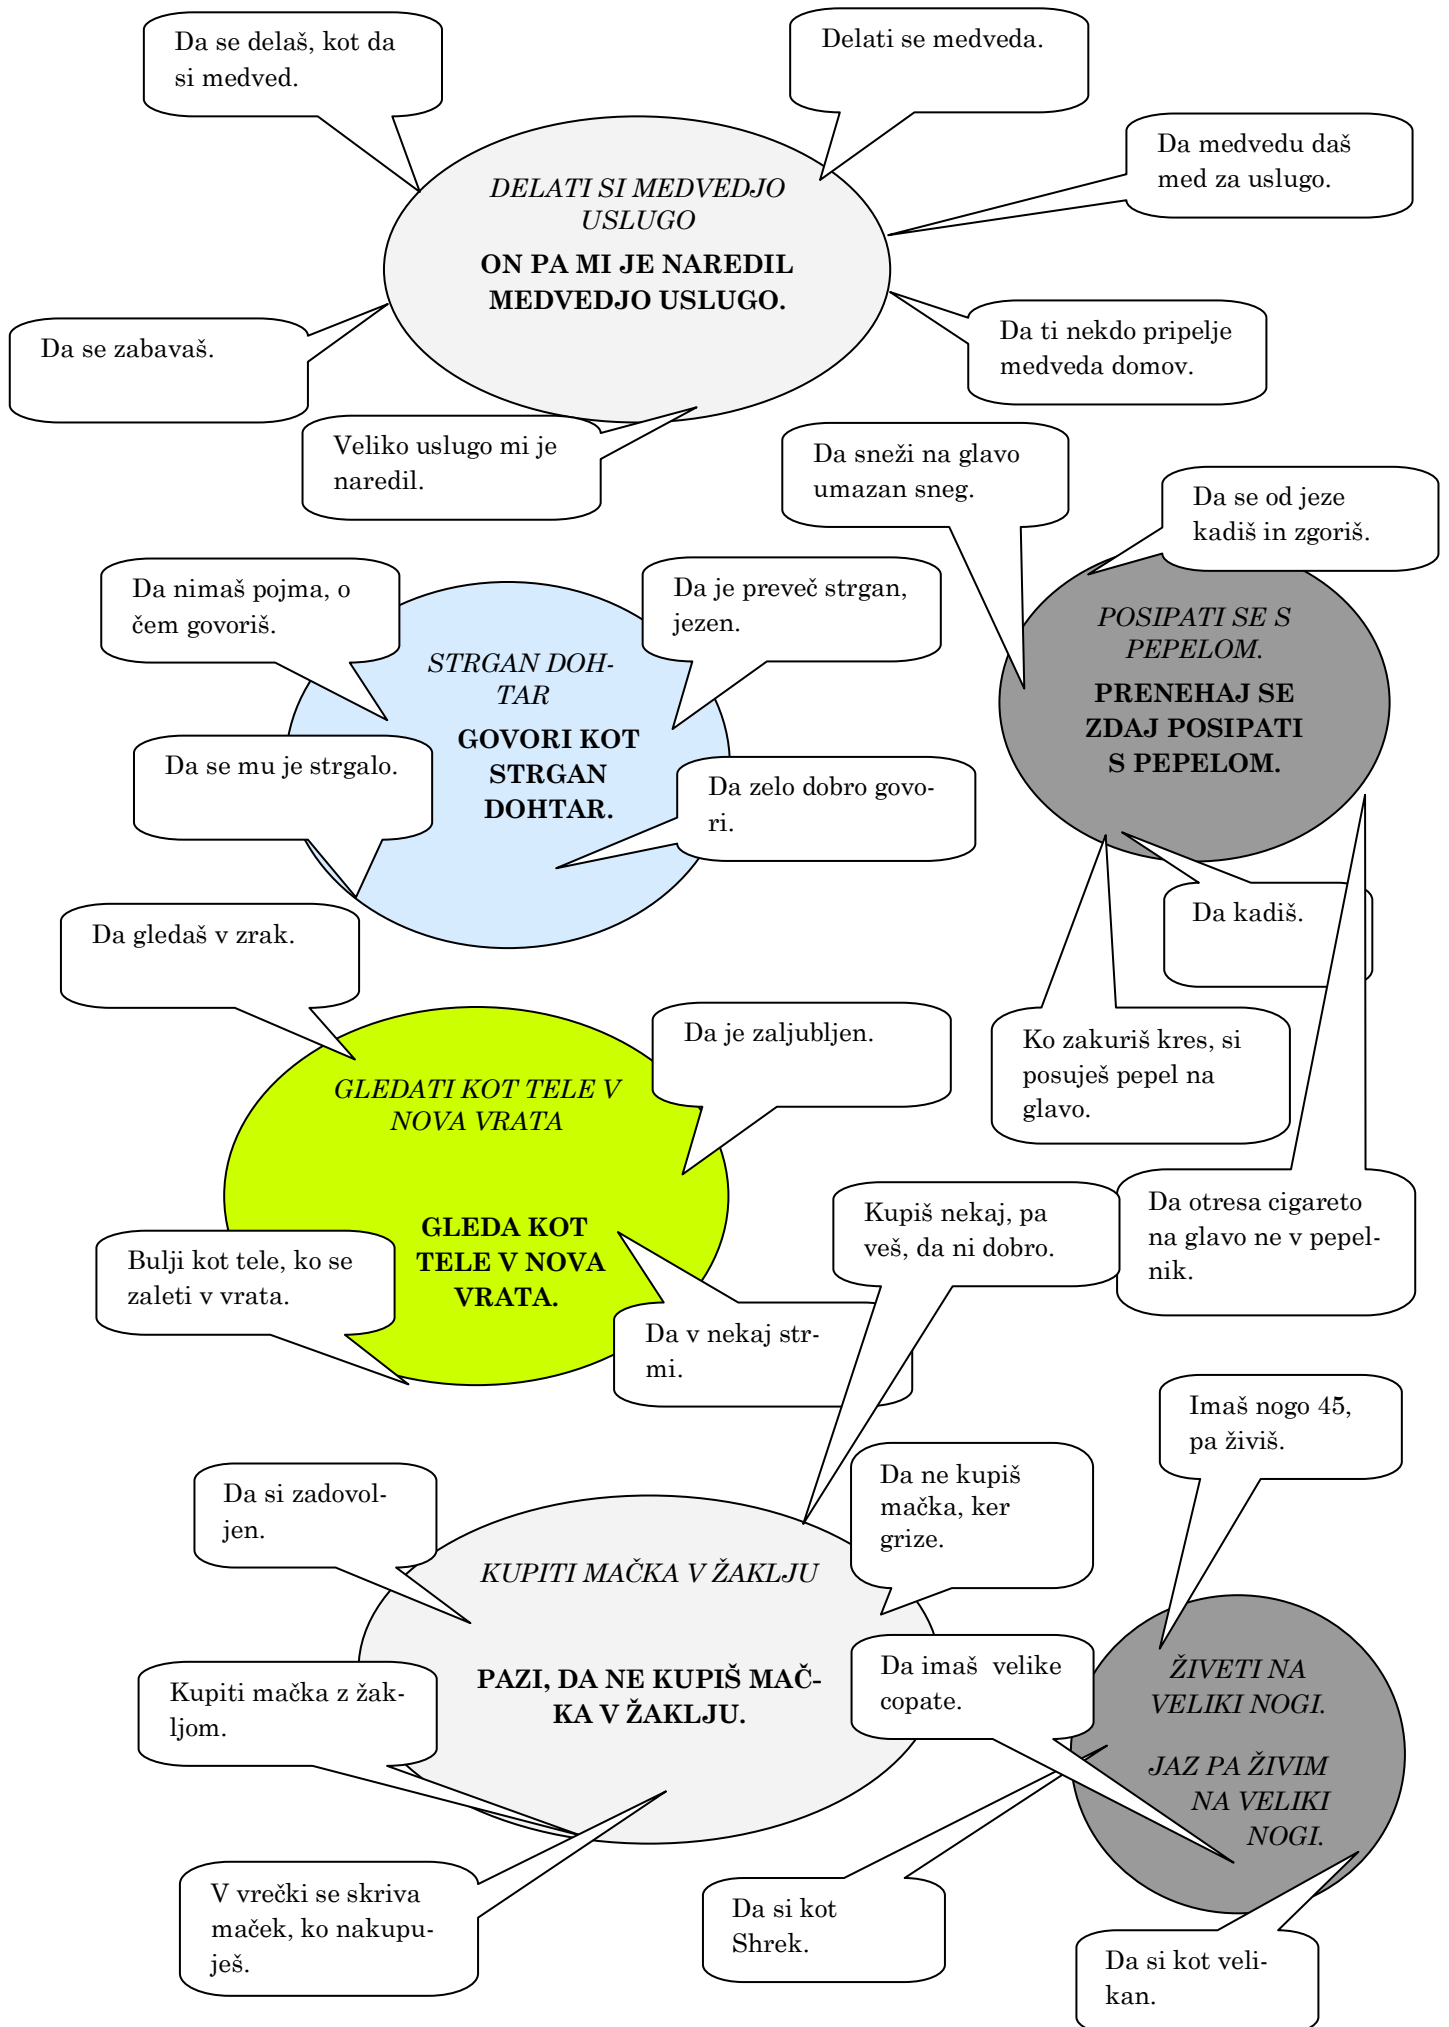 Da se delaš, kot da
si medved.
Delati se medveda.
Da medvedu daš
med za uslugo.
DELATI SI MEDVEDJO
USLUGO
ON PA MI JE NAREDIL
MEDVEDJO USLUGO.
Da se zabavaš.
Da ti nekdo pripelje
medveda domov.
Veliko uslugo mi je
naredil.
Da sneži na glavo
umazan sneg.
Da se od jeze
kadiš in zgoriš.
POSIPATI SE S
PEPELOM.
PRENEHAJ SE
ZDAJ POSIPATI
S PEPELOM.
Da nimaš pojma, o
čem govoriš.
Da je preveč strgan,
jezen.
STRGAN DOH-
TAR
GOVORI KOT
STRGAN
DOHTAR.
Da se mu je strgalo.
Da zelo dobro govo-
ri.
Da kadiš.
Ko zakuriš kres, si
posuješ pepel na
glavo.
Da otresa cigareto
na glavo ne v pepel-
nik.
Da gledaš v zrak.
Da je zaljubljen.
GLEDATI KOT TELE V
NOVA VRATA
GLEDA KOT
TELE V NOVA
VRATA.
Bulji kot tele, ko se
zaleti v vrata.
Da v nekaj str-
mi.
Kupiš nekaj, pa
veš, da ni dobro.
Da si zadovol-
jen.
Da ne kupiš
mačka, ker
grize.
KUPITI MAČKA V ŽAKLJU
PAZI, DA NE KUPIŠ MAČ-
KA V ŽAKLJU.
Kupiti mačka z žak-
ljom.
V vrečki se skriva
maček, ko nakupu-
ješ.
Imaš nogo 45,
pa živiš.
Da imaš  velike
copate.
ŽIVETI NA
VELIKI NOGI.
JAZ PA ŽIVIM
NA VELIKI
NOGI.
Da si kot
Shrek.
Da si kot veli-
kan.